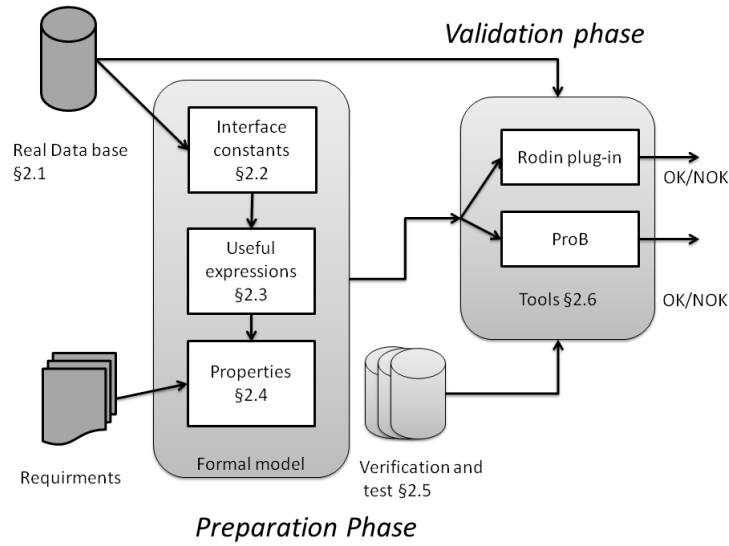 Validation phase
Real Data base
§2.1
Interface
constants
§2.2
Useful
expressions
§2.3
Properties
§2.4
Formal model
Requirments
Rodin plug-in
OK/NOK
ProB
Tools §2.6
OK/NOK
Verification and
test §2.5
Preparation Phase